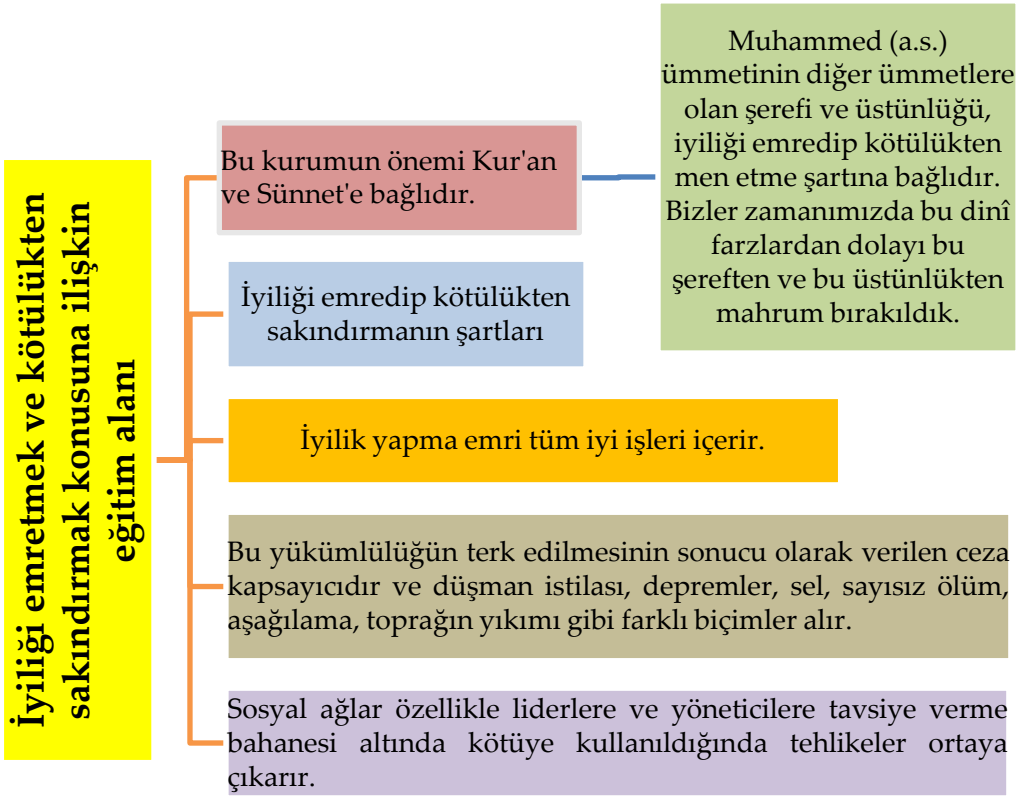 İyiliği emretmek ve kötülükten
sakındırmak konusuna ilişkin
eğitim alanı
Bu kurumun önemi Kur'an
ve Sünnet'e bağlıdır.
Muhammed (a.s.)
ümmetinin diğer ümmetlere
olan şerefi ve üstünlüğü,
iyiliği emredip kötülükten
men etme şartına bağlıdır.
Bizler zamanımızda bu dinî
farzlardan dolayı bu
şereften ve bu üstünlükten
mahrum bırakıldık.
İyiliği emredip kötülükten
sakındırmanın şartları
İyilik yapma emri tüm iyi işleri içerir.
Bu yükümlülüğün terk edilmesinin sonucu olarak verilen ceza
kapsayıcıdır ve düşman istilası, depremler, sel, sayısız ölüm,
aşağılama, toprağın yıkımı gibi farklı biçimler alır.
Sosyal ağlar özellikle liderlere ve yöneticilere tavsiye verme
bahanesi altında kötüye kullanıldığında tehlikeler ortaya
çıkarır.